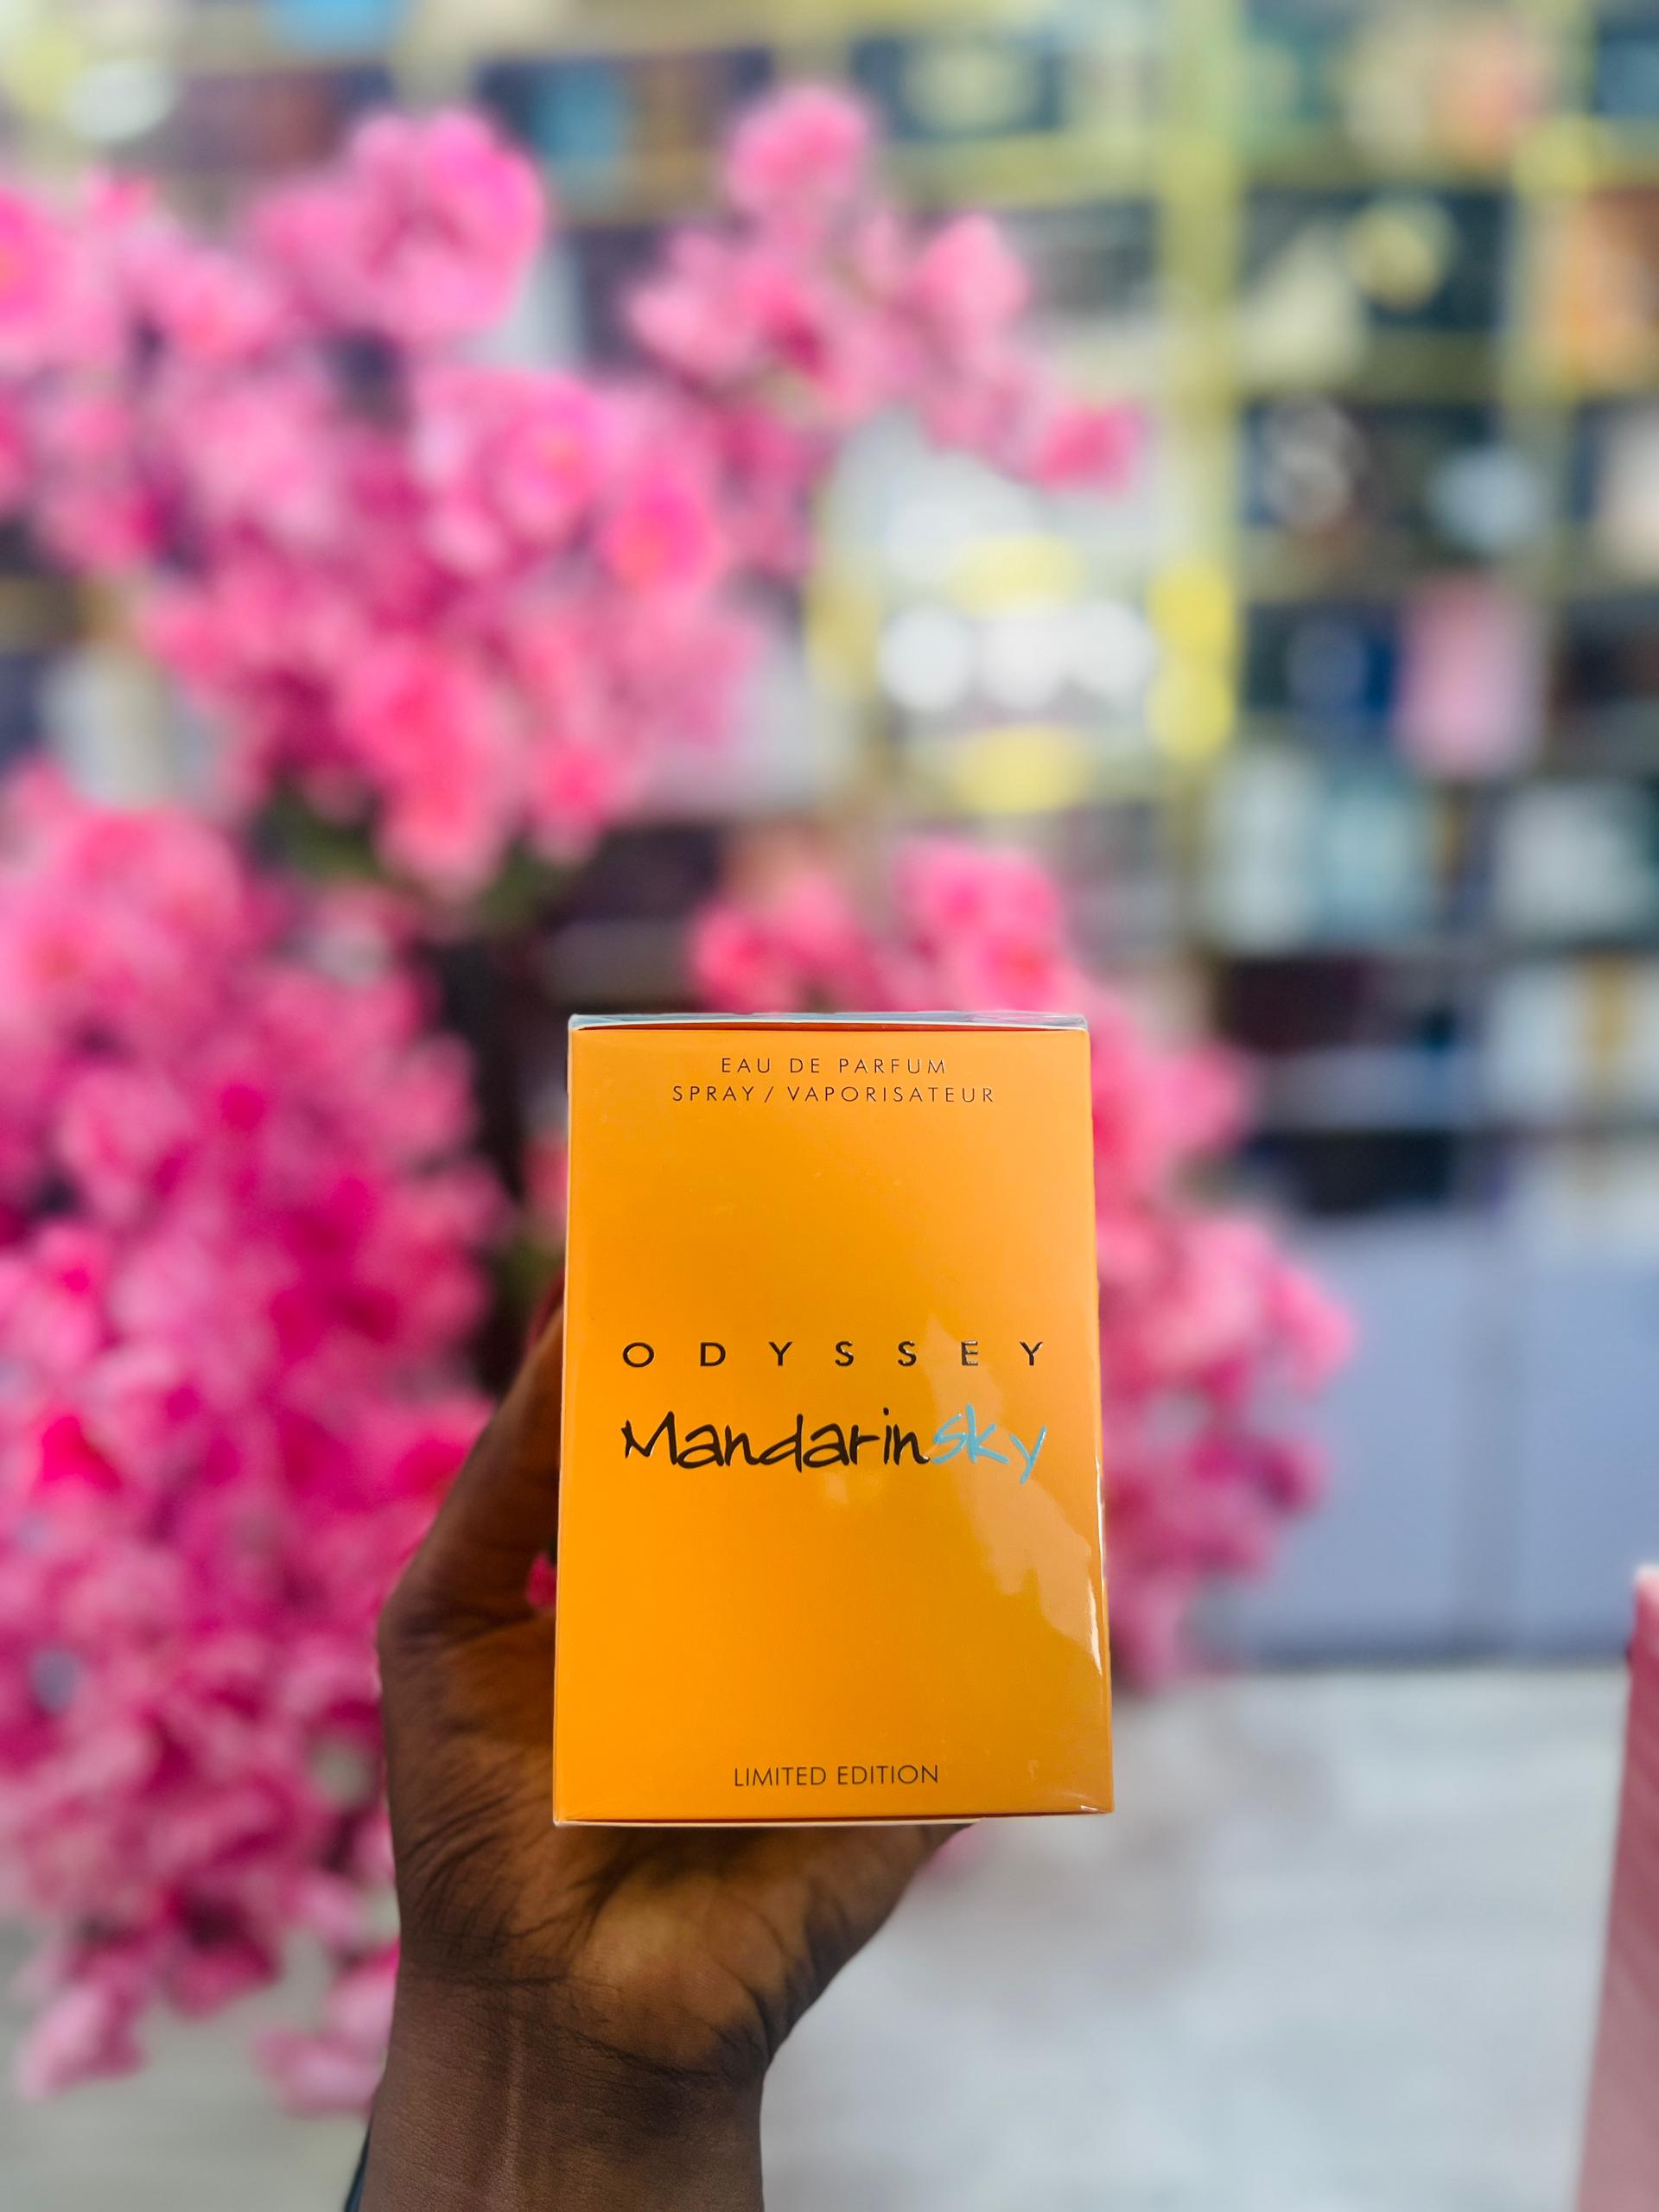 EAU DE PARFUM
SPRAY / VAPORISATEUR
ODYSSEY
Mandarinsky
LIMITED EDITION